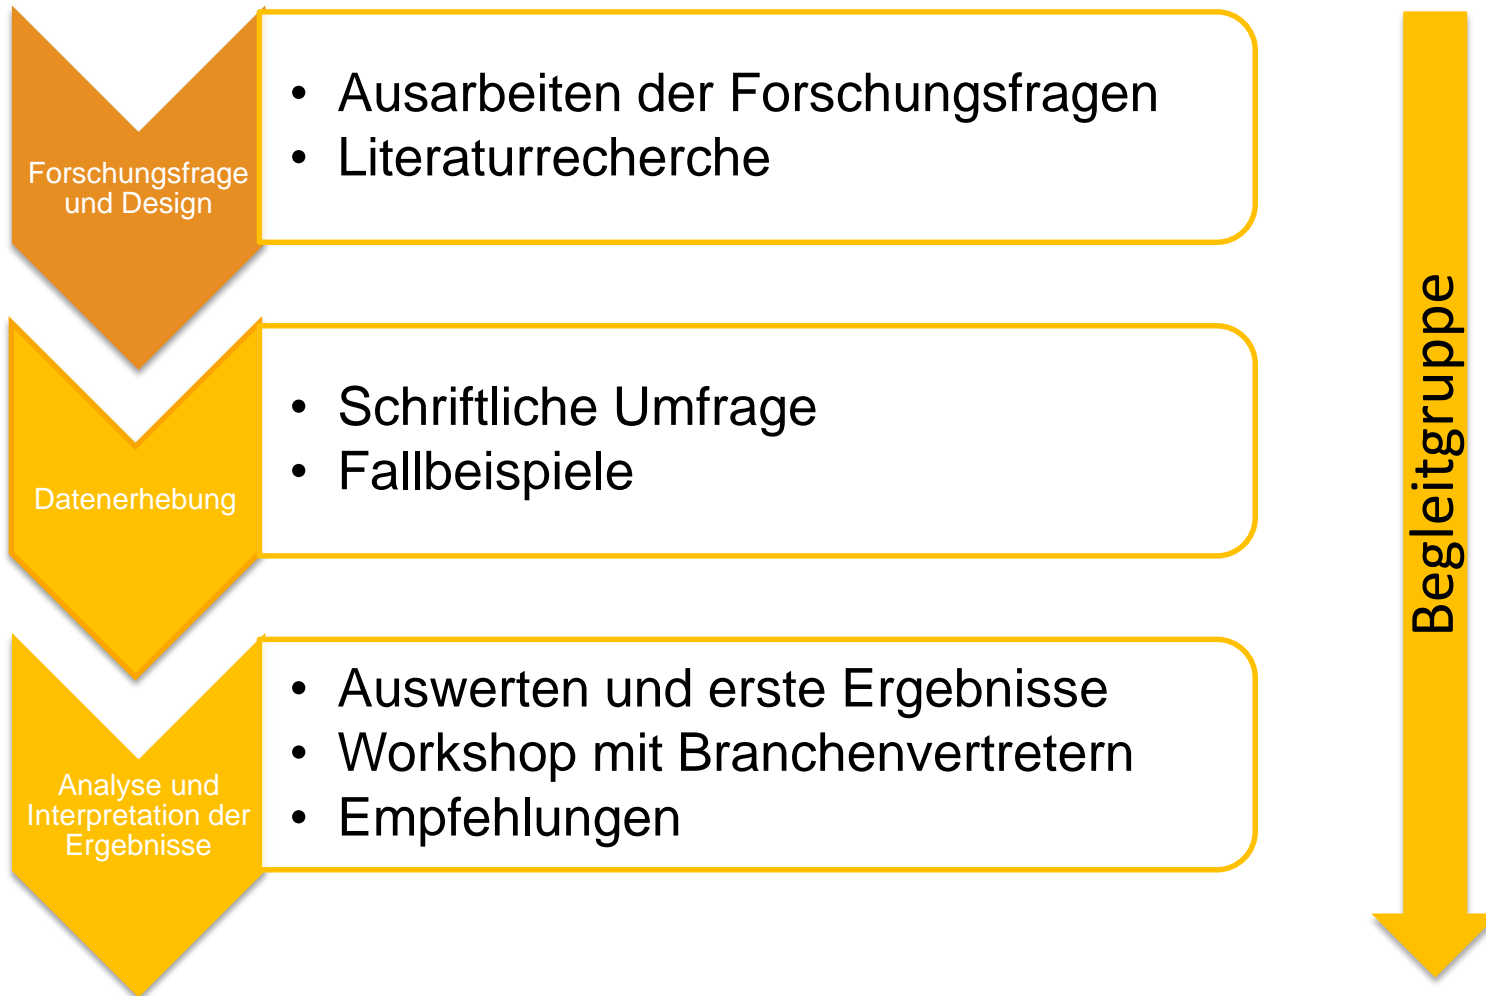 Forschungsfrage
und Design
• Ausarbeiten der Forschungsfragen
• Literaturrecherche
Datenerhebung
• Schriftliche Umfrage
• Fallbeispiele
Analyse und
Interpretation der
Ergebnisse
• Auswerten und erste Ergebnisse
• Workshop mit Branchenvertretern
• Empfehlungen
Begleitgruppe